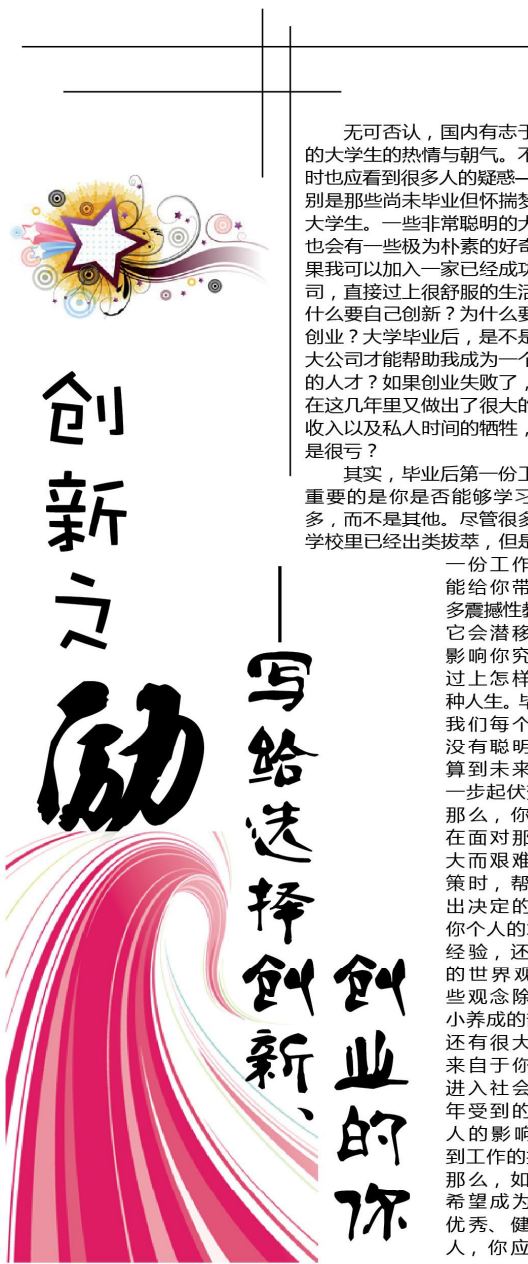 创新之励
——写给选择创新、
创业的你
无可否认，国内有志于
的大学生的热情与朝气。不
时也应看到很多人的疑惑—
别是那些尚未毕业但怀揣梦
大学生。一些非常聪明的大
也会有一些极为朴素的好奇
果我可以加入一家已经成功
司，直接过上很舒服的生活
什么要自己创新？为什么要
创业？大学毕业后，是不是
大公司才能帮助我成为一个
的人才？如果创业失败了，
在这几年里又做出了很大的
收入以及私人时间的牺牲，
是很亏？
其实，毕业后第一份工
重要的是你是否能够学习
多，而不是其他。尽管很多
学校里已经出类拔萃，但是
一份工作
能给你带
多震撼性
它会潜移
影响你究
过上怎样
种人生。
我们每个
没有聪明
算到未来
一步起伏
那么，你
在面对那
大而艰难
策时，帮
出决定的
你个人的
经验，还
的世界观
些观念除
小养成的
还有很大
来自于你
进入社会
年受到的
人的影响
到工作的
那么，如
希望成为
优秀、健
人，你应